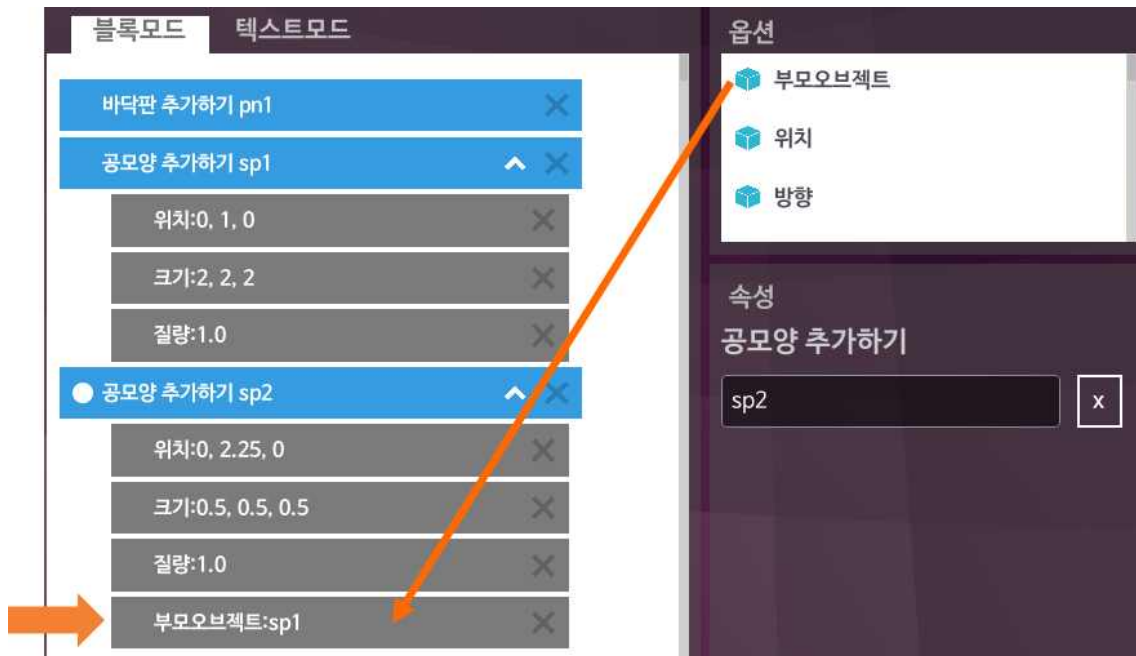 블록모드
텍스트모드
바닥판 추가하기 pn1
공모양 추가하기 sp1
위치:0, 1, 0
크기:2, 2, 2
질량:1.0
공모양 추가하기 sp2
위치:0, 2.25, 0
크기:0.5, 0.5, 0.5
질량:1.0
부모오브젝트:sp1
옵션
부모오브젝트
위치
방향
속성
공모양 추가하기
sp2
x